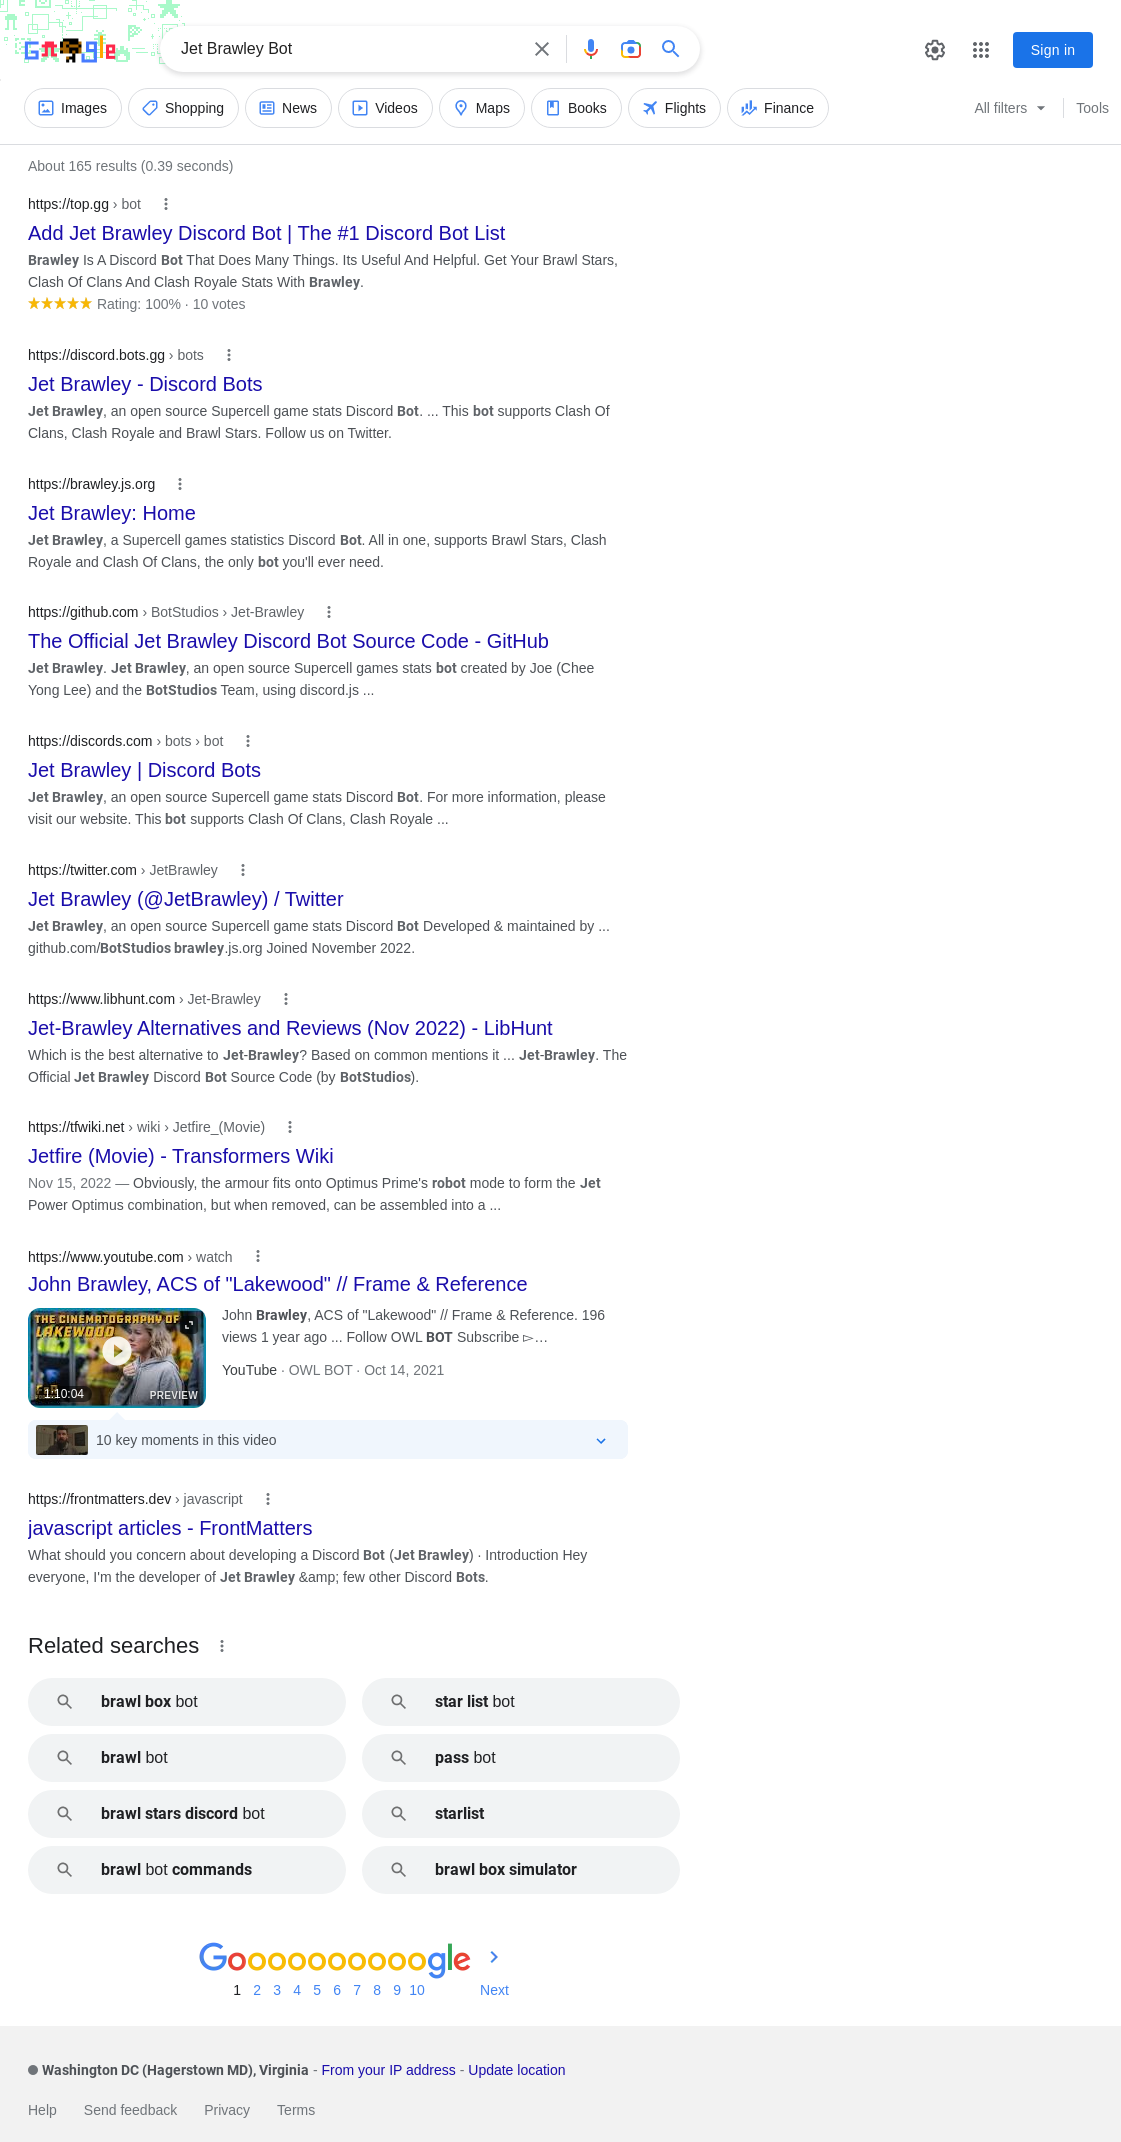 Google
Jet Brawley Bot
Sign in
Images Shopping News Videos Maps Books Flights Finance All filters Tools
About 165 results (0.39 seconds)
https://top.gg › bot
Add Jet Brawley Discord Bot | The #1 Discord Bot List
Brawley Is A Discord Bot That Does Many Things. Its Useful And Helpful. Get Your Brawl Stars,
Clash Of Clans And Clash Royale Stats With Brawley.
Rating: 100% · 10 votes
https://discord.bots.gg › bots
Jet Brawley - Discord Bots
Jet Brawley, an open source Supercell game stats Discord Bot. ... This bot supports Clash Of
Clans, Clash Royale and Brawl Stars. Follow us on Twitter.
https://brawley.js.org
Jet Brawley: Home
Jet Brawley, a Supercell games statistics Discord Bot. All in one, supports Brawl Stars, Clash
Royale and Clash Of Clans, the only bot you'll ever need.
https://github.com › BotStudios › Jet-Brawley
The Official Jet Brawley Discord Bot Source Code - GitHub
Jet Brawley. Jet Brawley, an open source Supercell games stats bot created by Joe (Chee
Yong Lee) and the BotStudios Team, using discord.js ...
https://discords.com › bots › bot
Jet Brawley | Discord Bots
Jet Brawley, an open source Supercell game stats Discord Bot. For more information, please
visit our website. This bot supports Clash Of Clans, Clash Royale ...
https://twitter.com › JetBrawley
Jet Brawley (@JetBrawley) / Twitter
Jet Brawley, an open source Supercell game stats Discord Bot Developed & maintained by ...
github.com/BotStudios brawley.js.org Joined November 2022.
https://www.libhunt.com › Jet-Brawley
Jet-Brawley Alternatives and Reviews (Nov 2022) - LibHunt
Which is the best alternative to Jet-Brawley? Based on common mentions it ... Jet-Brawley. The
Official Jet Brawley Discord Bot Source Code (by BotStudios).
https://tfwiki.net › wiki › Jetfire_(Movie)
Jetfire (Movie) - Transformers Wiki
Nov 15, 2022 — Obviously, the armour fits onto Optimus Prime's robot mode to form the Jet
Power Optimus combination, but when removed, can be assembled into a ...
https://www.youtube.com › watch
John Brawley, ACS of "Lakewood" // Frame & Reference
THE CINEMATOGRAPHY OF
LAKEWOOD
1:10:04
PREVIEW
John Brawley, ACS of "Lakewood" // Frame & Reference. 196
views 1 year ago ... Follow OWL BOT Subscribe ▻…
YouTube · OWL BOT · Oct 14, 2021
10 key moments in this video
https://frontmatters.dev › javascript
javascript articles - FrontMatters
What should you concern about developing a Discord Bot (Jet Brawley) · Introduction Hey
everyone, I'm the developer of Jet Brawley &amp; few other Discord Bots.
Related searches
brawl box bot
star list bot
brawl bot
pass bot
brawl stars discord bot
starlist
brawl bot commands
brawl box simulator
Goooooooooogle
1 2 3 4 5 6 7 8 9 10 Next
Washington DC (Hagerstown MD), Virginia - From your IP address - Update location
Help Send feedback Privacy Terms